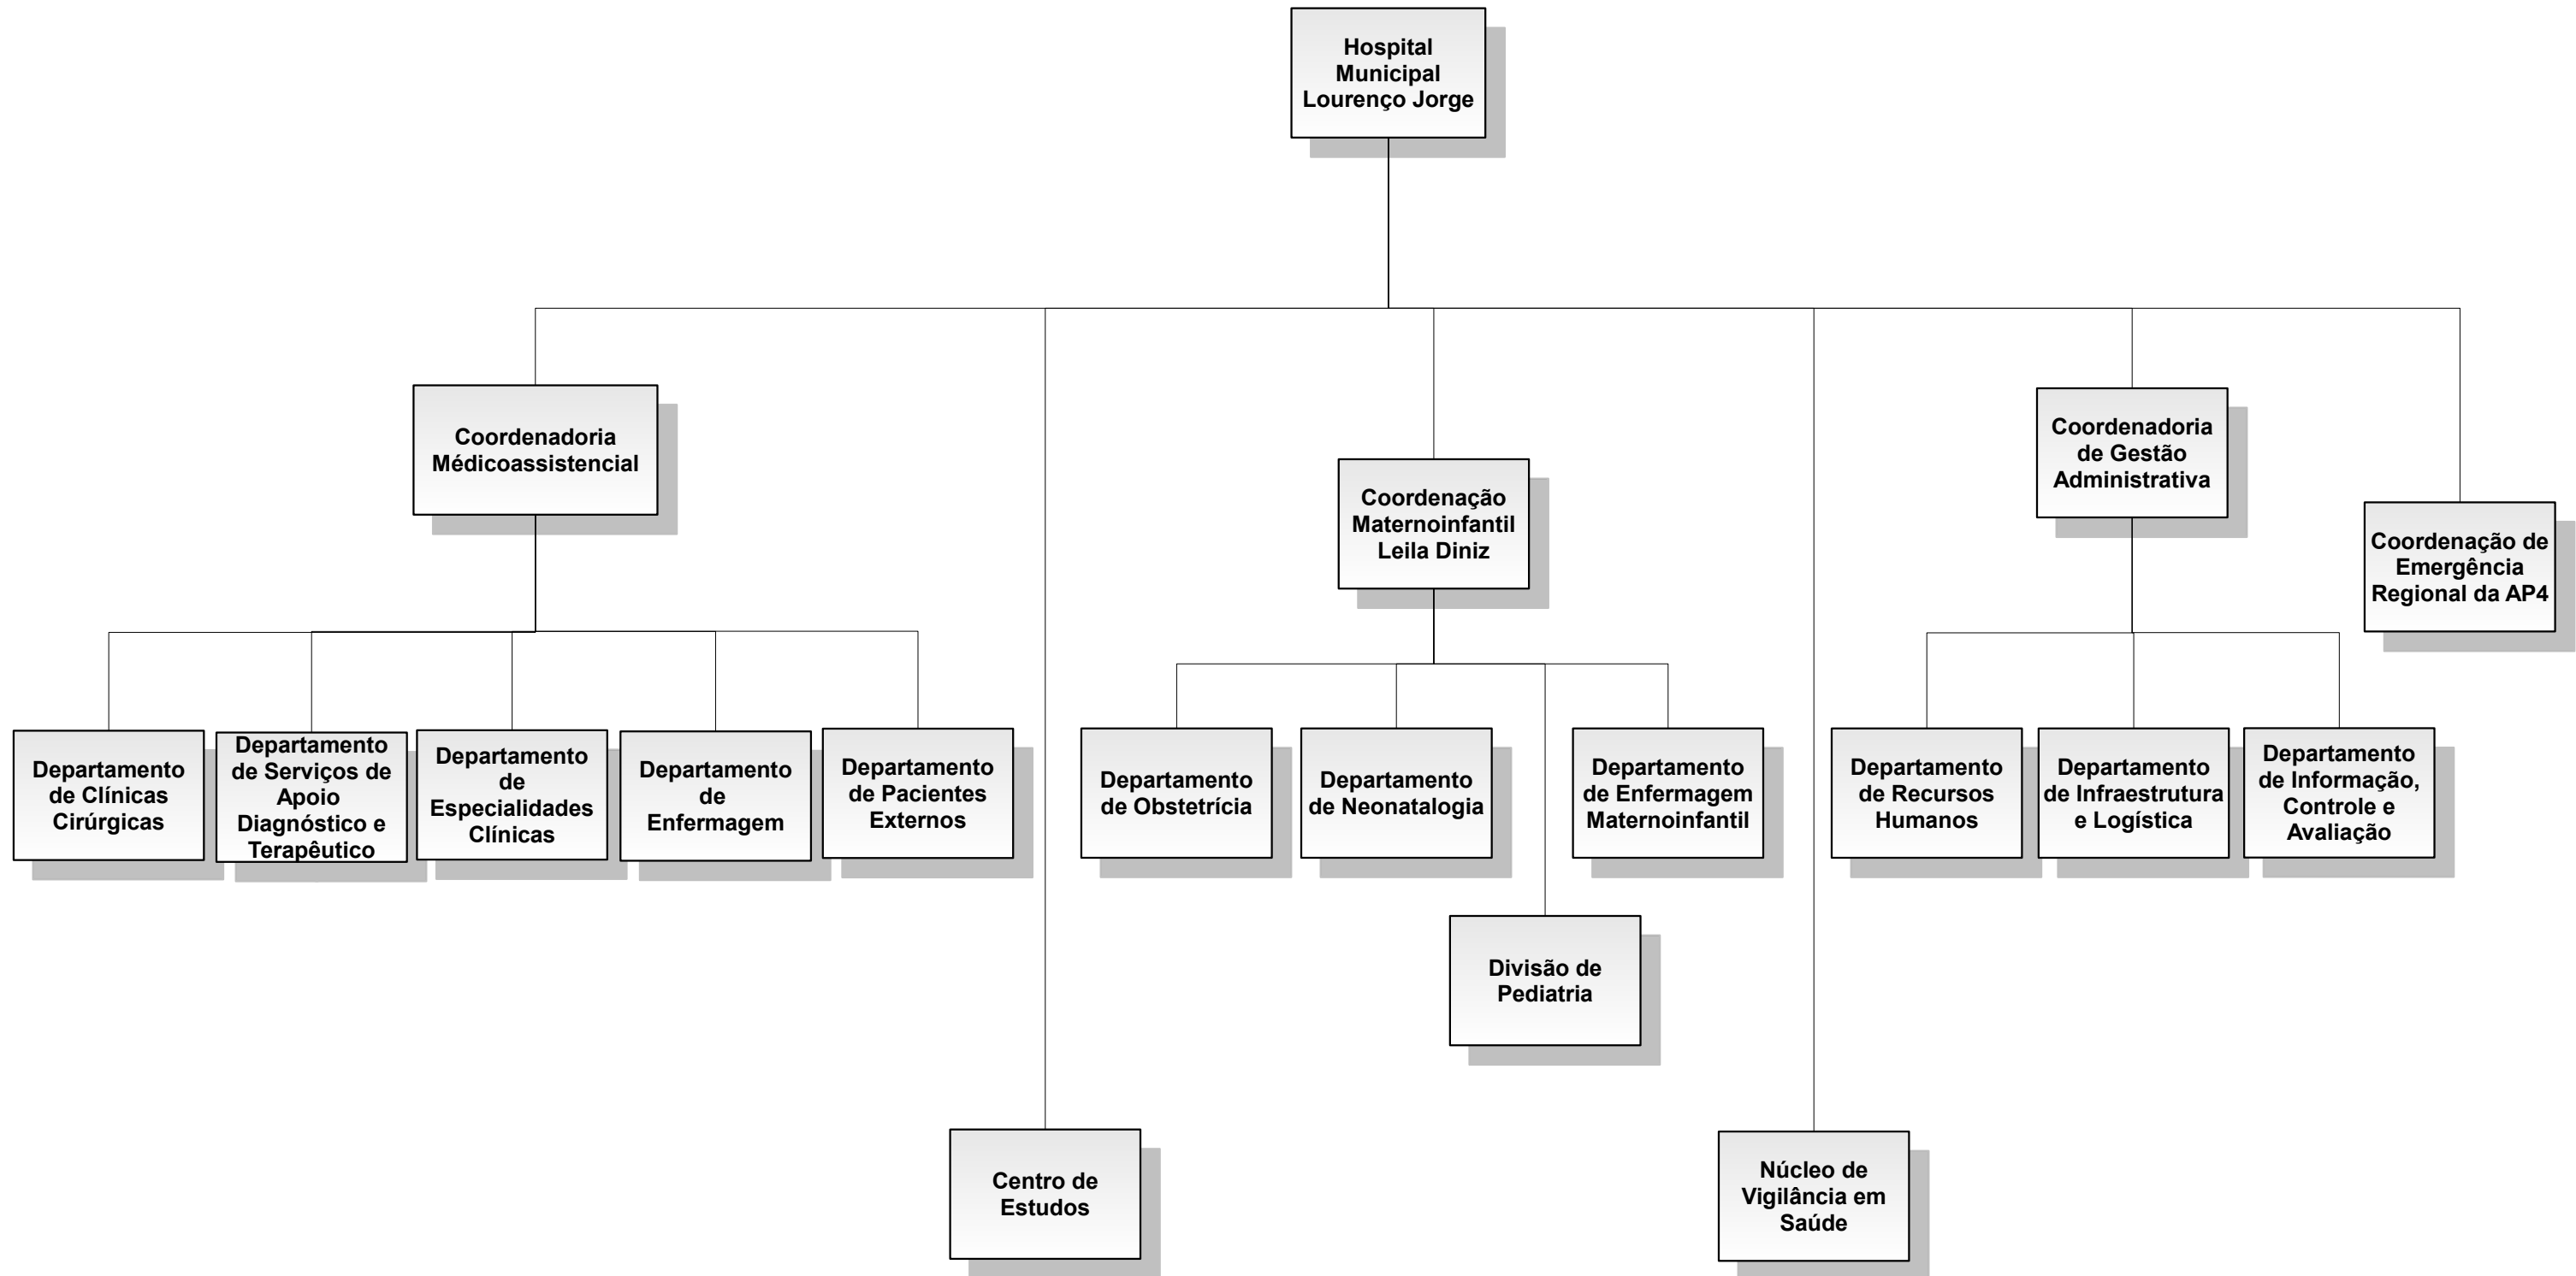 Hospital
Municipal
Lourenço Jorge
Coordenadoria
Médicoassistencial
Coordenação
Maternoinfantil
Leila Diniz
Coordenadoria
de Gestão
Administrativa
Coordenação de
Emergência
Regional da AP4
Departamento
de Clínicas
Cirúrgicas
Departamento
de Serviços de
Apoio
Diagnóstico e
Terapêutico
Departamento
de
Especialidades
Clínicas
Departamento
de
Enfermagem
Departamento
de Pacientes
Externos
Departamento
de Obstetrícia
Departamento
de Neonatalogia
Departamento
de Enfermagem
Maternoinfantil
Departamento
de Recursos
Humanos
Departamento
de Infraestrutura
e Logística
Departamento
de Informação,
Controle e
Avaliação
Divisão de
Pediatria
Centro de
Estudos
Núcleo de
Vigilância em
Saúde